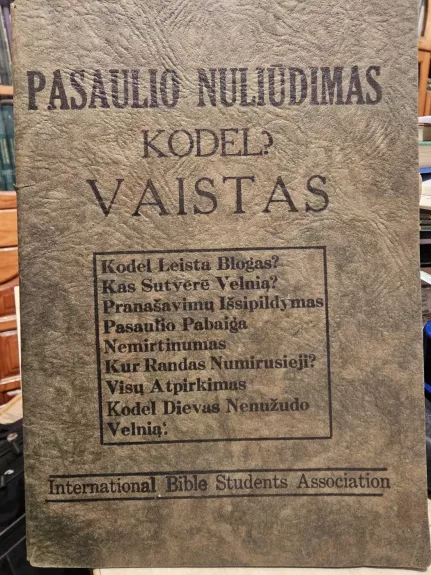 PASAULIO NULIŪDIMAS
KODEL?
VAISTAS
Kodel Leista Blogas?
Kas Sutvėrė Velnią?
Pranašavimų Išsipildymas
Pasaulio Pabaiga
Nemirtinumas
Kur Randas Numirusieji?
Visų Atpirkimas
Kodel Dievas Nenužudo
Velnią?
International Bible Students Association